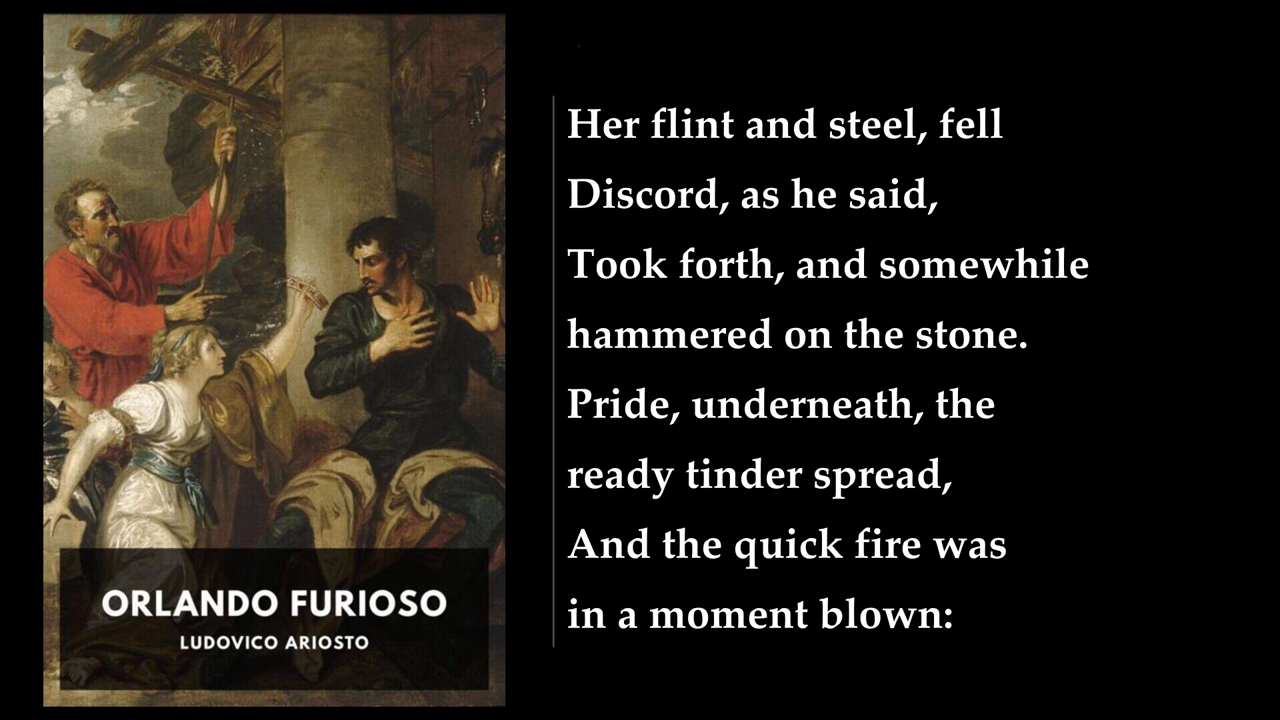 ORLANDO FURIOSO
LUDOVICO ARIOSTO
Her flint and steel, fell
Discord, as he said,
Took forth, and somewhile
hammered on the stone.
Pride, underneath, the
ready tinder spread,
And the quick fire was
in a moment blown: